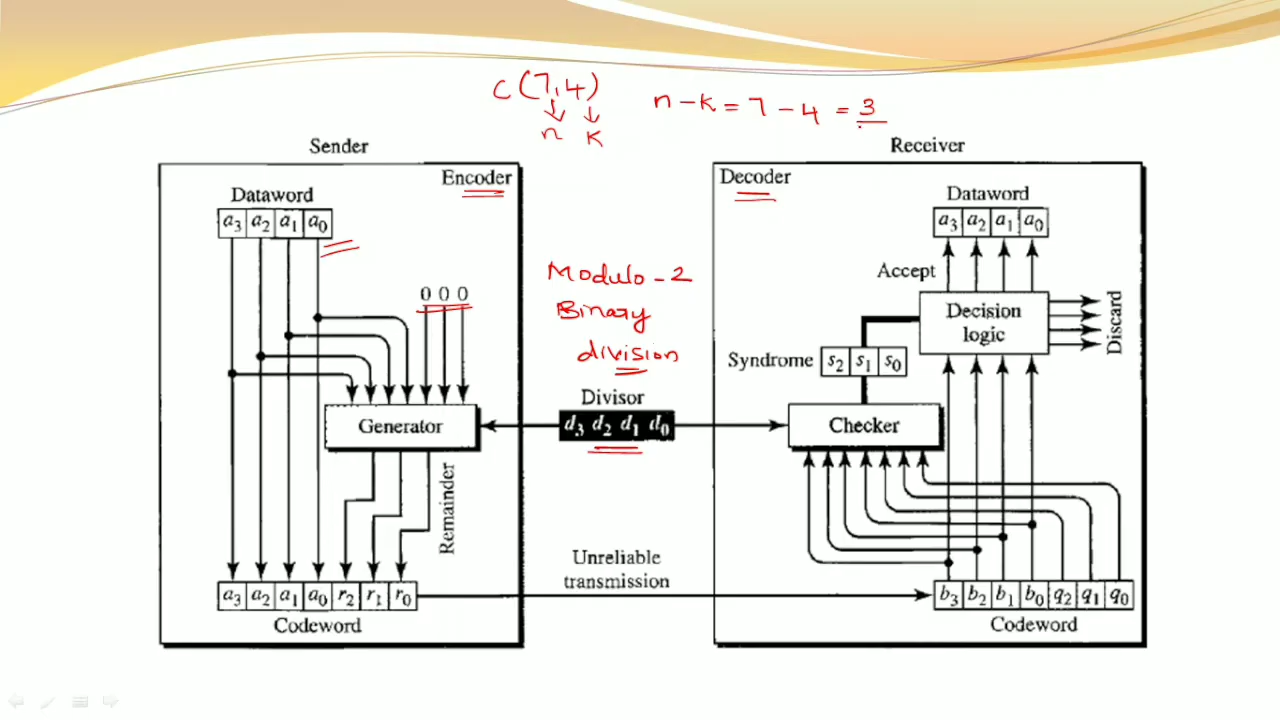 C(7,4)
n k
n-k = 7-4 = 3
Sender
Encoder
Dataword
a3 a2 a1 a0
0 0 0
Generator
Remainder
a3 a2 a1 a0 r2 r1 r0
Codeword
Modulo-2
Binary
division
Divisor
d3 d2 d1 d0
Unreliable
transmission
Receiver
Decoder
Dataword
a3 a2 a1 a0
Accept
Decision
logic
Discard
Syndrome
s2 s1 s0
Checker
b3 b2 b1 b0 q2 q1 q0
Codeword